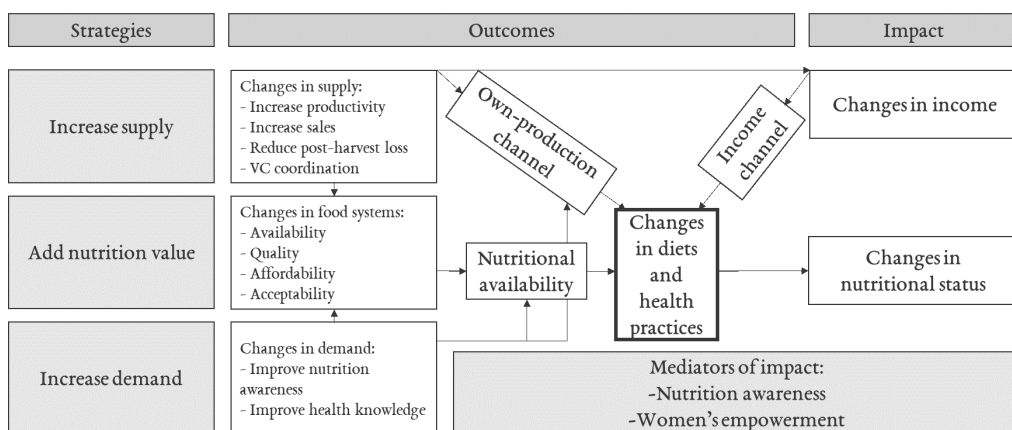 Strategies
Outcomes
Impact
Increase supply
Changes in supply:
- Increase productivity
- Increase sales
- Reduce post-harvest loss
- VC coordination
Own-production
channel
Income
channel
Changes in income
Add nutrition value
Changes in food systems:
- Availability
- Quality
- Affordability
- Acceptability
Nutritional
availability
Changes
in diets
and
health
practices
Changes in
nutritional status
Increase demand
Changes in demand:
- Improve nutrition
awareness
- Improve health knowledge
Mediators of impact:
-Nutrition awareness
-Women's empowerment